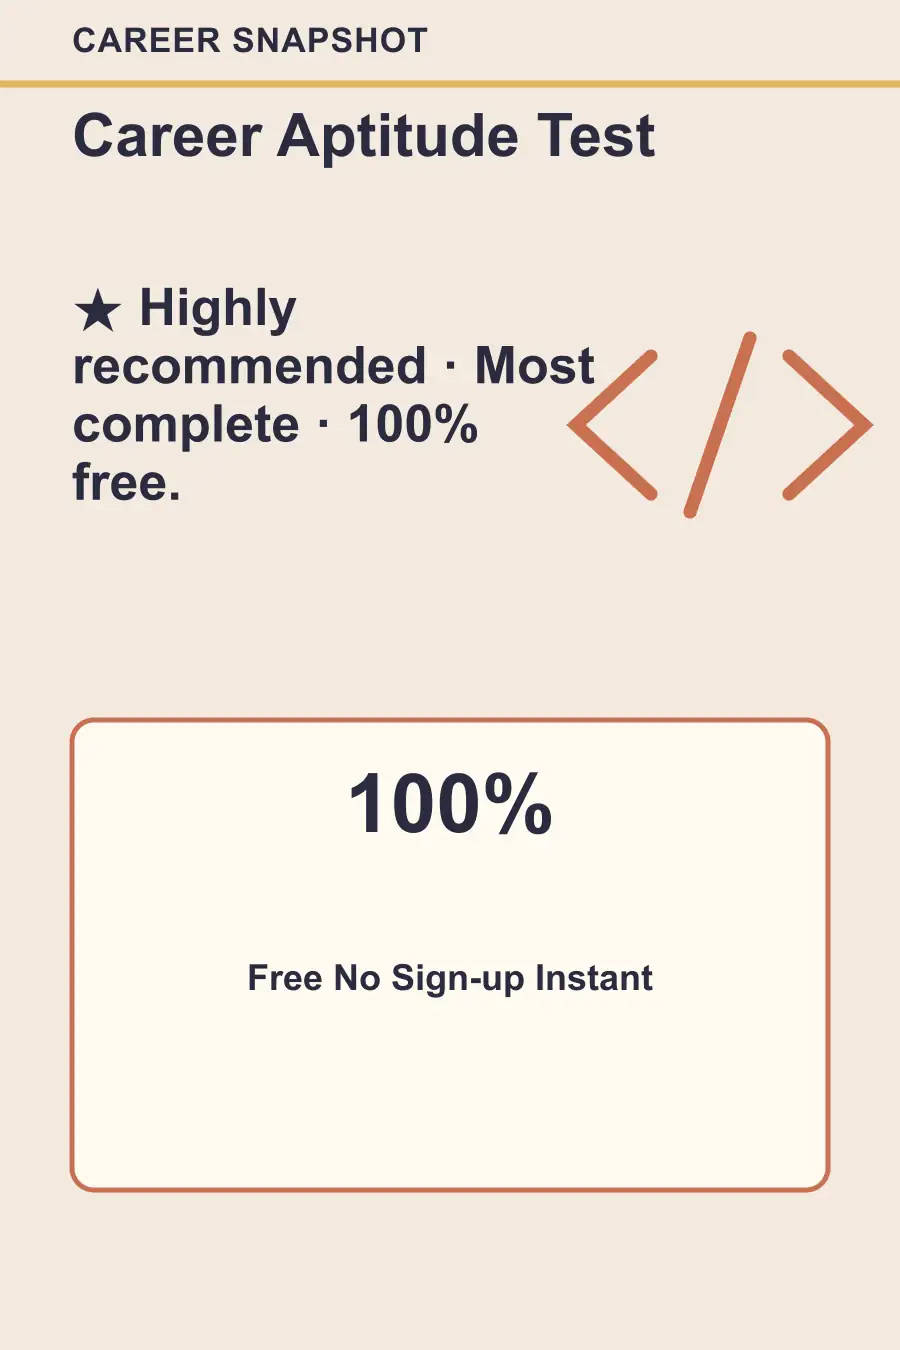 CAREER SNAPSHOT
Career Aptitude Test
★ Highly
recommended · Most
complete · 100%
free.
</>
100%
Free No Sign-up Instant